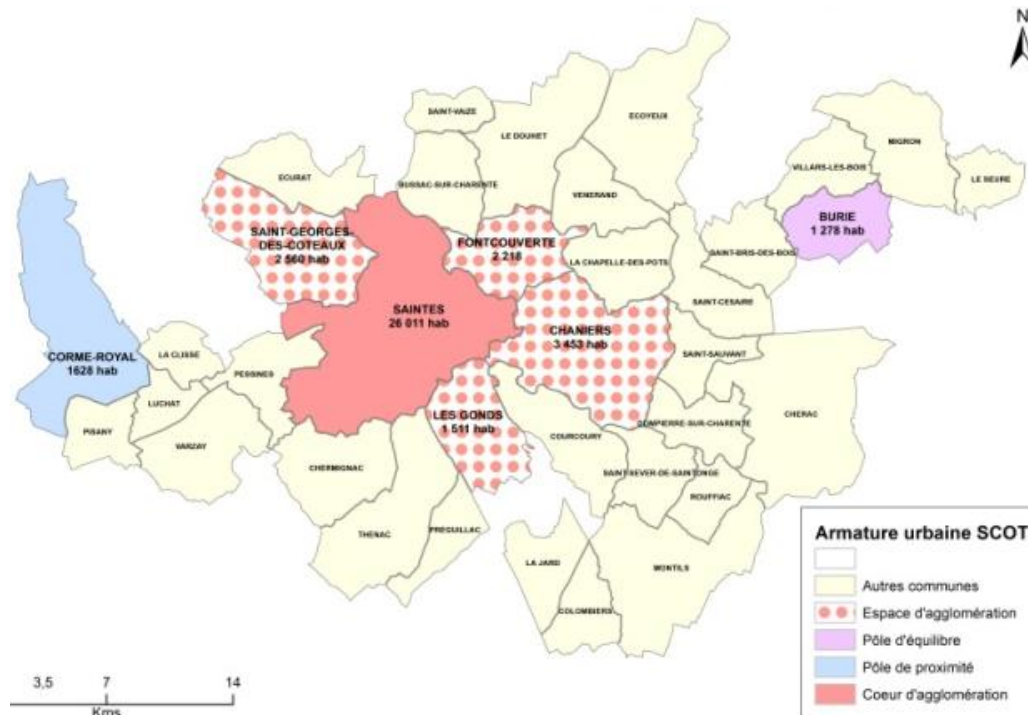 N
SAINT-VAIZE
LE DOUHET
ECOYEUX
MIGRON
VILLARS-LES-BOIS
LE SEURE
ECURAT
BUSSAC-SUR-CHARENTE
VENERAND
BURIE
1 278 hab
SAINT-GEORGES-
DES-COTEAUX
2 560 hab
FONTCOUVERTE
2 218
LA CHAPELLE-DES-POTS
SAINT-BRIS-DES-BOIS
SAINTES
26 011 hab
SAINT-CESAIRE
CHANIERS
3 453 hab
CORME-ROYAL
1628 hab
LA CLISSE
PESSINES
SAINT-SAUVANT
LUCHAT
PISANY
VARZAY
LES GONDS
1 511 hab
COURCOURY
DOMPIERRE-SUR-CHARENTE
CHERAC
CHERMIGNAC
SAINT-SEVER-DE-SAINTONGE
ROUFFIAC
THENAC
PREGUILLAC
LA JARD
MONTILS
COLOMBIERS
Armature urbaine SCOT
Autres communes
Espace d'agglomération
Pôle d'équilibre
Pôle de proximité
Coeur d'agglomération
3,5 7 14
Kms